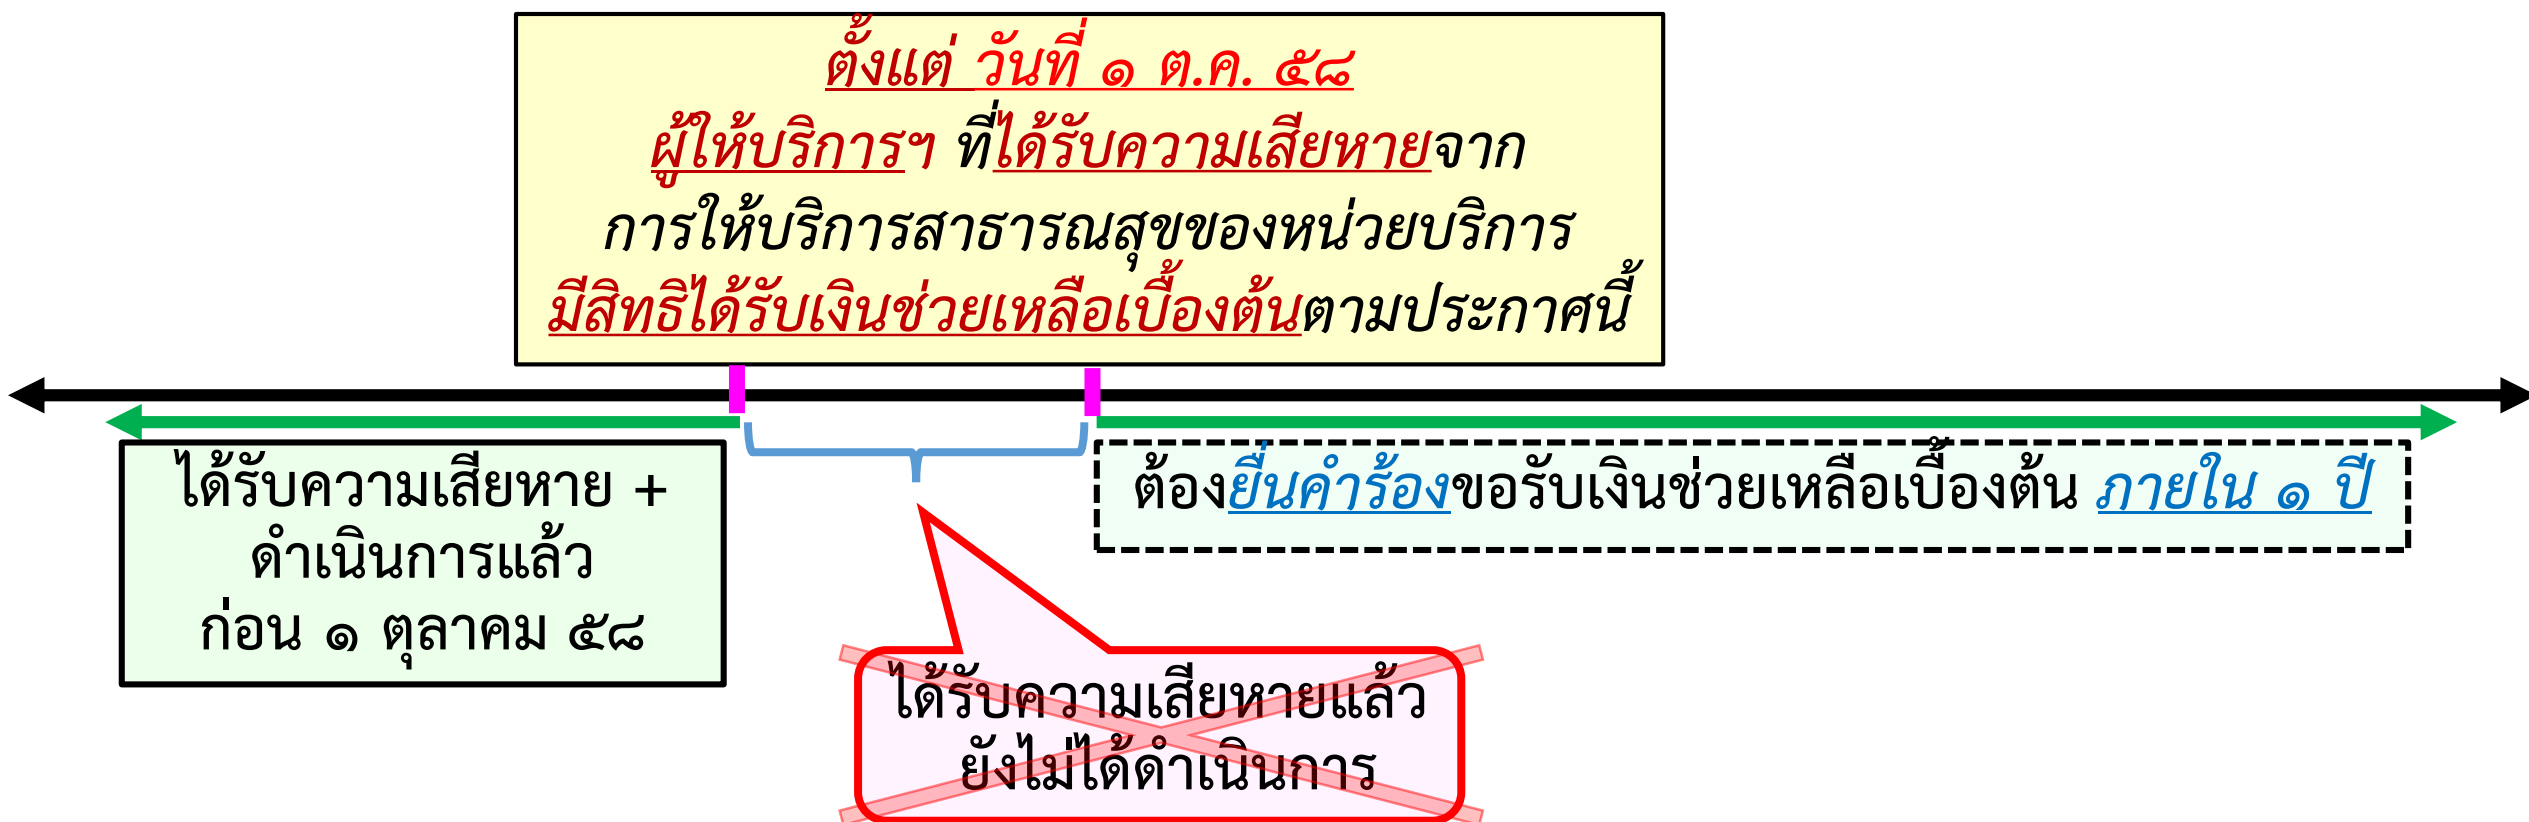 ตั้งแต่ วันที่ ๑ ต.ค. ๕๘
ผู้ให้บริการฯ ที่ได้รับความเสียหายจาก
การให้บริการสาธารณสุขของหน่วยบริการ
มีสิทธิได้รับเงินช่วยเหลือเบื้องต้นตามประกาศนี้
ได้รับความเสียหาย +
ดำเนินการแล้ว
ก่อน ๑ ตุลาคม ๕๘
ต้องยื่นคำร้องขอรับเงินช่วยเหลือเบื้องต้น ภายใน ๑ ปี
ได้รับความเสียหายแล้ว
ยังไม่ได้ดำเนินการ